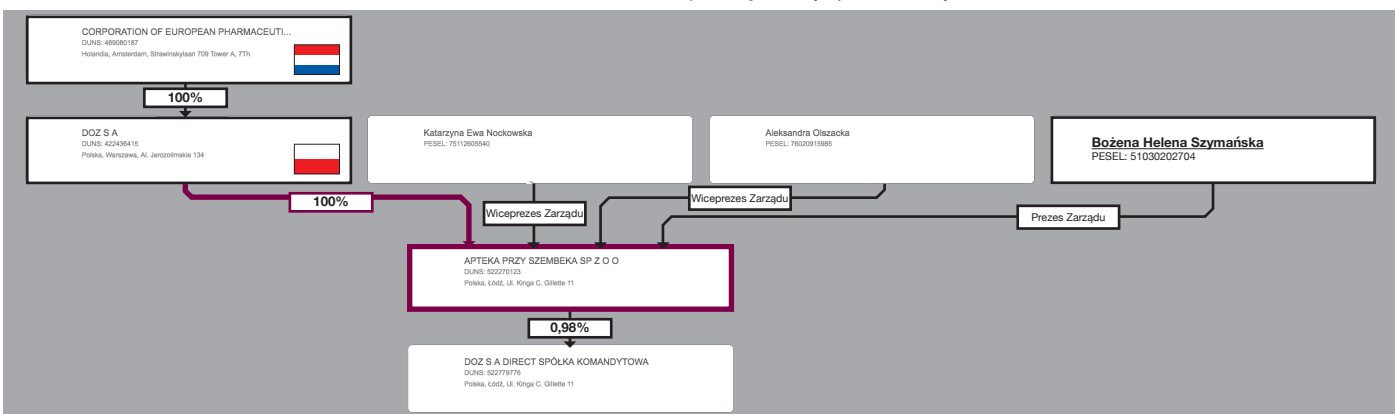 CORPORATION OF EUROPEAN PHARMACEUTI...
DUNS: 489080187
Holandia, Amsterdam, Strawinskylaan 709 Tower A, 7Th
100%
DOZ S A
DUNS: 422436415
Polska, Warszawa, Al. Jerozolimskie 134
Katarzyna Ewa Nockowska
PESEL: 75112605540
Aleksandra Olszacka
PESEL: 76020915985
Bożena Helena Szymańska
PESEL: 51030202704
100%
Wiceprezes Zarządu
Wiceprezes Zarządu
Prezes Zarządu
APTEKA PRZY SZEMBEKA SP Z O O
DUNS: 522270123
Polska, Łódź, Ul. Kinga C. Gillette 11
0,98%
DOZ S A DIRECT SPÓŁKA KOMANDYTOWA
DUNS: 522779776
Polska, Łódź, Ul. Kinga C. Gillette 11